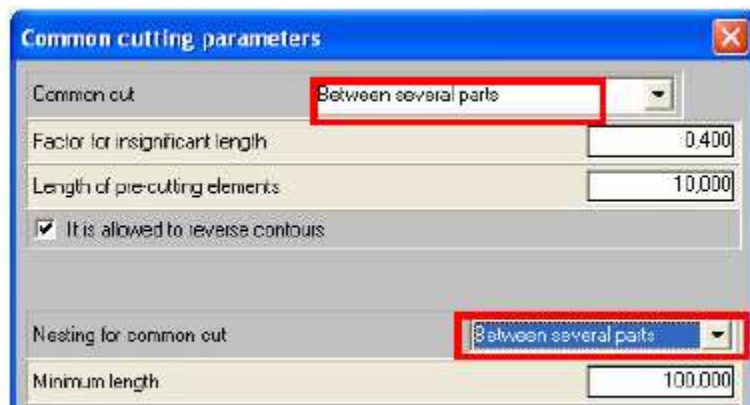 Common cutting parameters
Common cut Between several parts
Factor for insignificant length 0.400
Length of pre-cutting elements 10.000
It is allowed to reverse contours
Nesting for common cut Between several parts
Minimum length 100.000